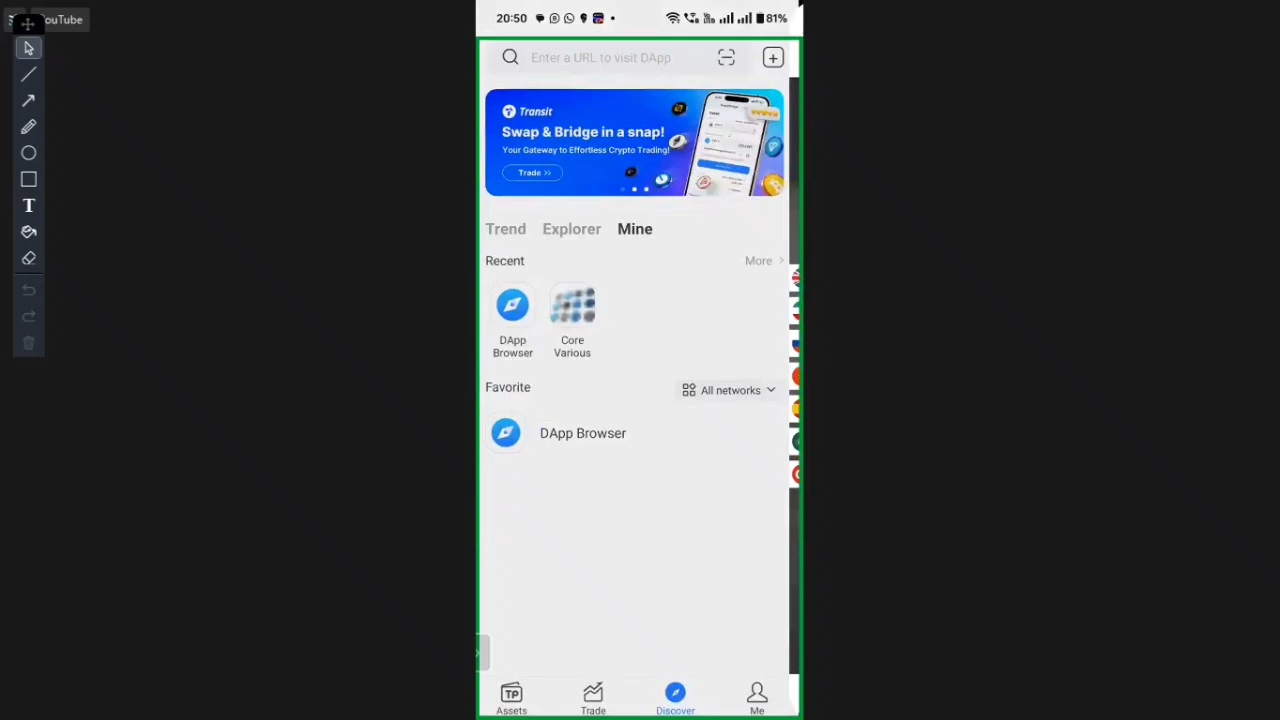 YouTube
T
20:50
81%
Enter a URL to visit DApp
Transit
Swap & Bridge in a snap!
Your Gateway to Effortless Crypto Trading!
Trade >>
Trend Explorer Mine
Recent
More >
DApp
Browser
Core
Various
Favorite
All networks
DApp Browser
TP
Assets
Trade
Discover
Me